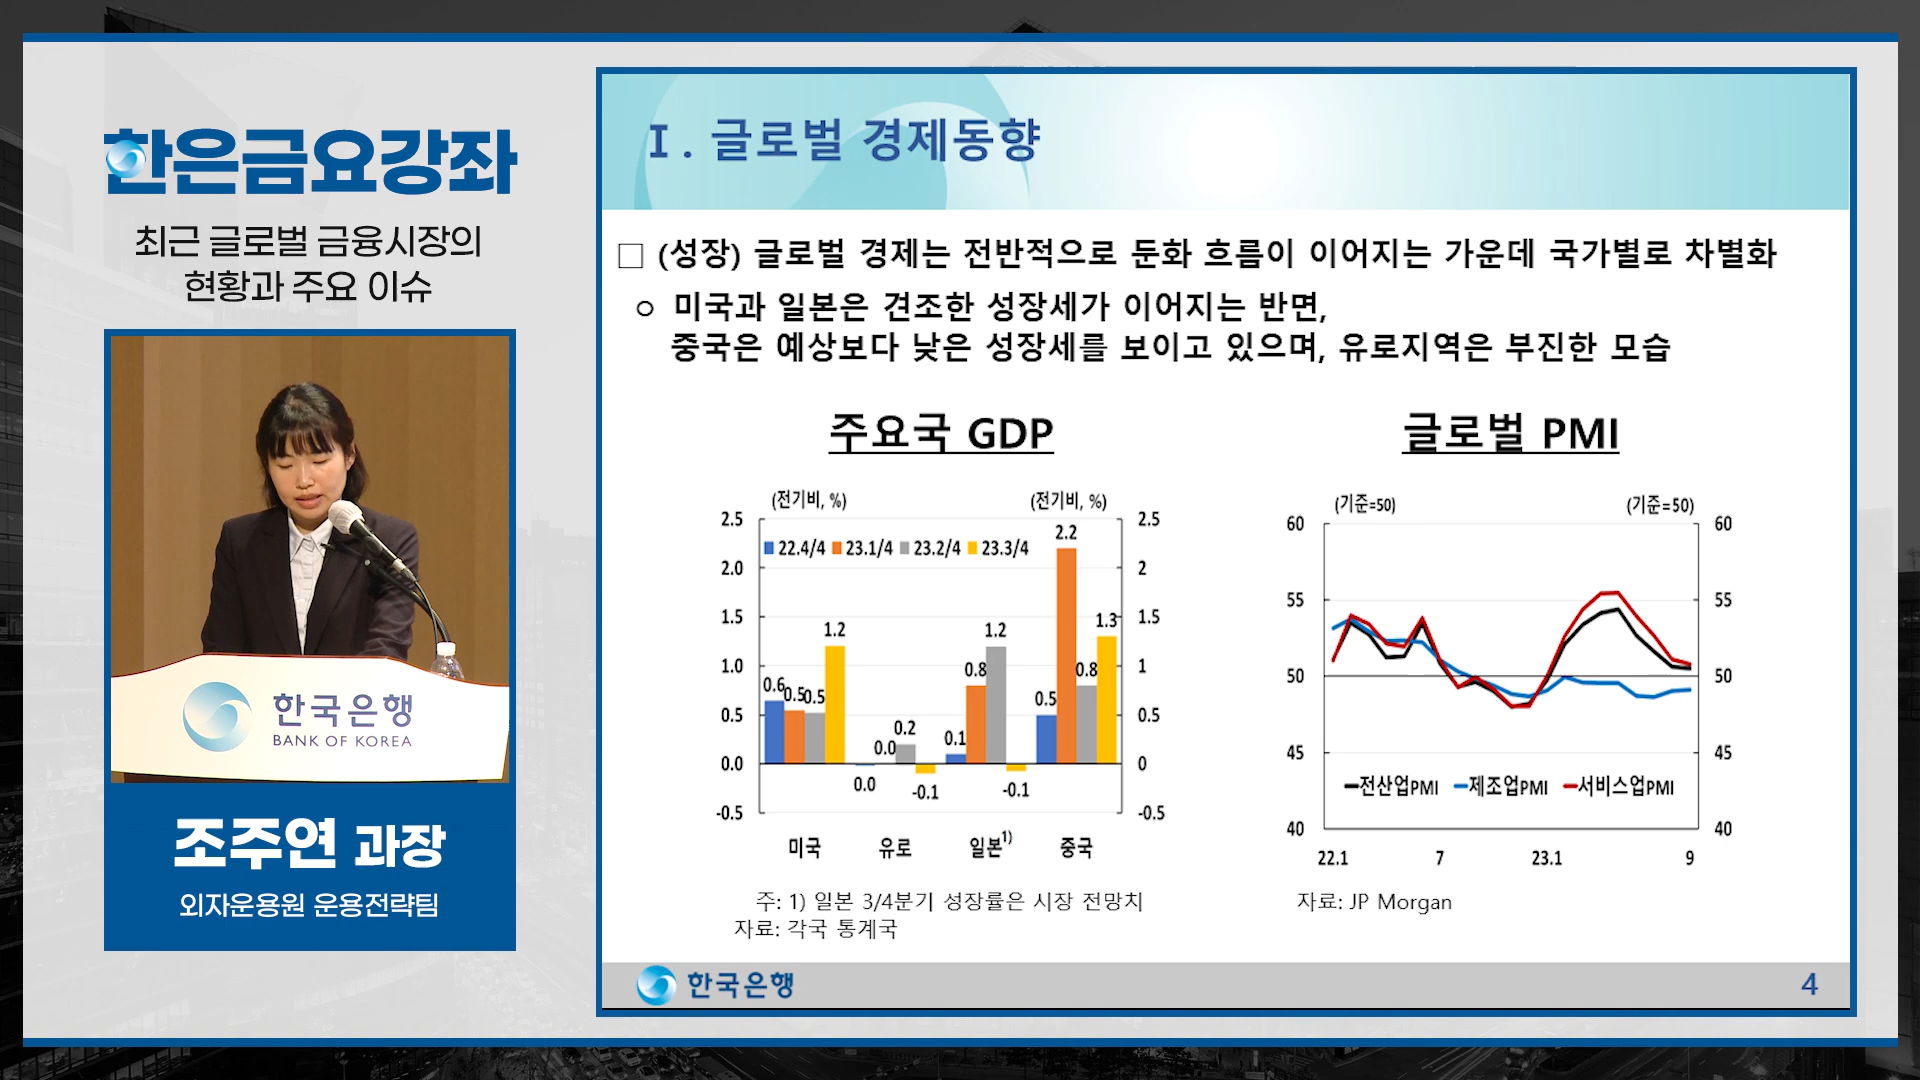 한은금요강좌
최근 글로벌 금융시장의
현황과 주요 이슈
한국은행
BANK OF KOREA
조주연 과장
외자운용원 운용전략팀
Ⅰ. 글로벌 경제동향
□ (성장) 글로벌 경제는 전반적으로 둔화 흐름이 이어지는 가운데 국가별로 차별화
○ 미국과 일본은 견조한 성장세가 이어지는 반면,
중국은 예상보다 낮은 성장세를 보이고 있으며, 유로지역은 부진한 모습
주요국 GDP
(전기비, %) (전기비, %)
22.4/4 23.1/4 23.2/4 23.3/4
2.5 2.5
2.0 2
1.5 1.5
1.0 1
0.5 0.5
0.0 0
-0.5 -0.5
0.6 0.5 0.5 1.2
0.0 0.0 0.2 -0.1
0.1 0.8 1.2 -0.1
0.5 2.2 0.8 1.3
미국 유로 일본1) 중국
주: 1) 일본 3/4분기 성장률은 시장 전망치
자료: 각국 통계국
글로벌 PMI
(기준=50) (기준=50)
60 60
55 55
50 50
45 45
40 40
전산업PMI 제조업PMI 서비스업PMI
22.1 7 23.1 9
자료: JP Morgan
한국은행
4